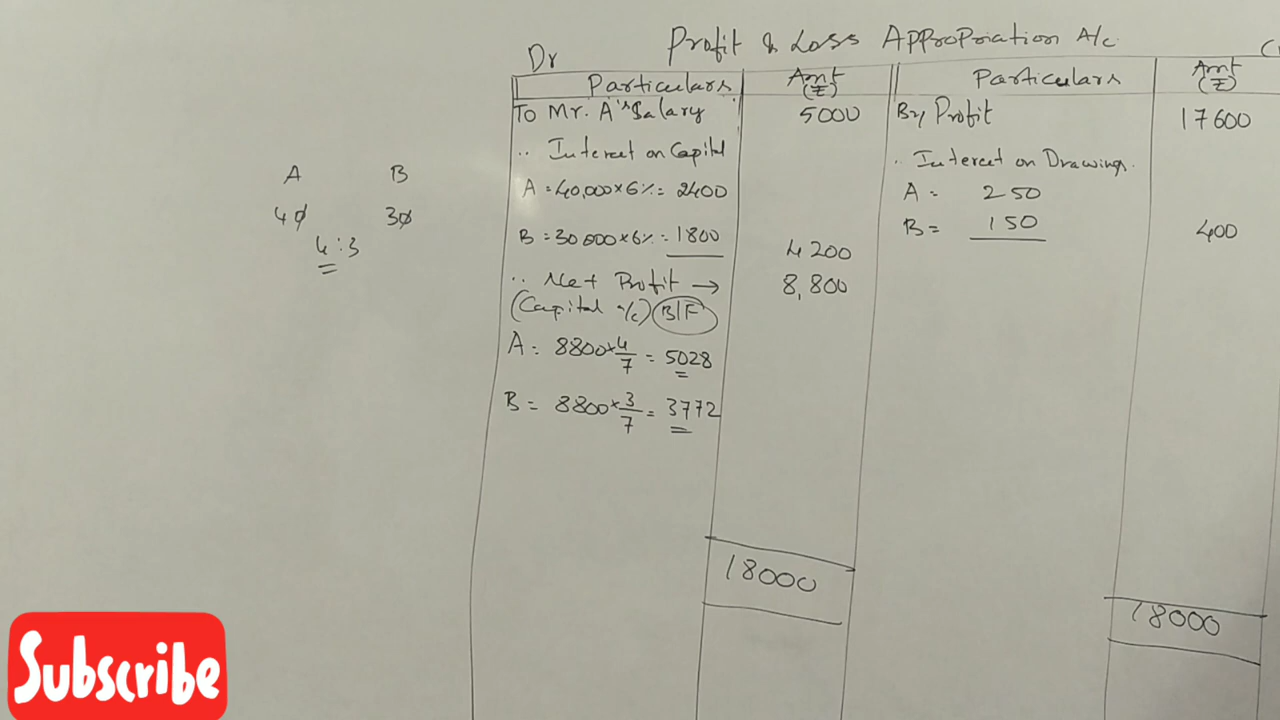 Profit & Loss Appropriation A/c
Dr
Particulars Amt (₹) Particulars Amt (₹)
To Mr. A's Salary 5000 By Profit 17600
.. Interest on Capital .. Interest on Drawings.
A = 40,000×6%= 2400 A = 250
B = 30,000×6%= 1800 4200 B = 150 400
.. Net Profit → 8,800
(Capital a/c) B/F
A = 8800×4/7 = 5028
B = 8800×3/7 = 3772
18000 18000
A B
40 30
4:3
Subscribe